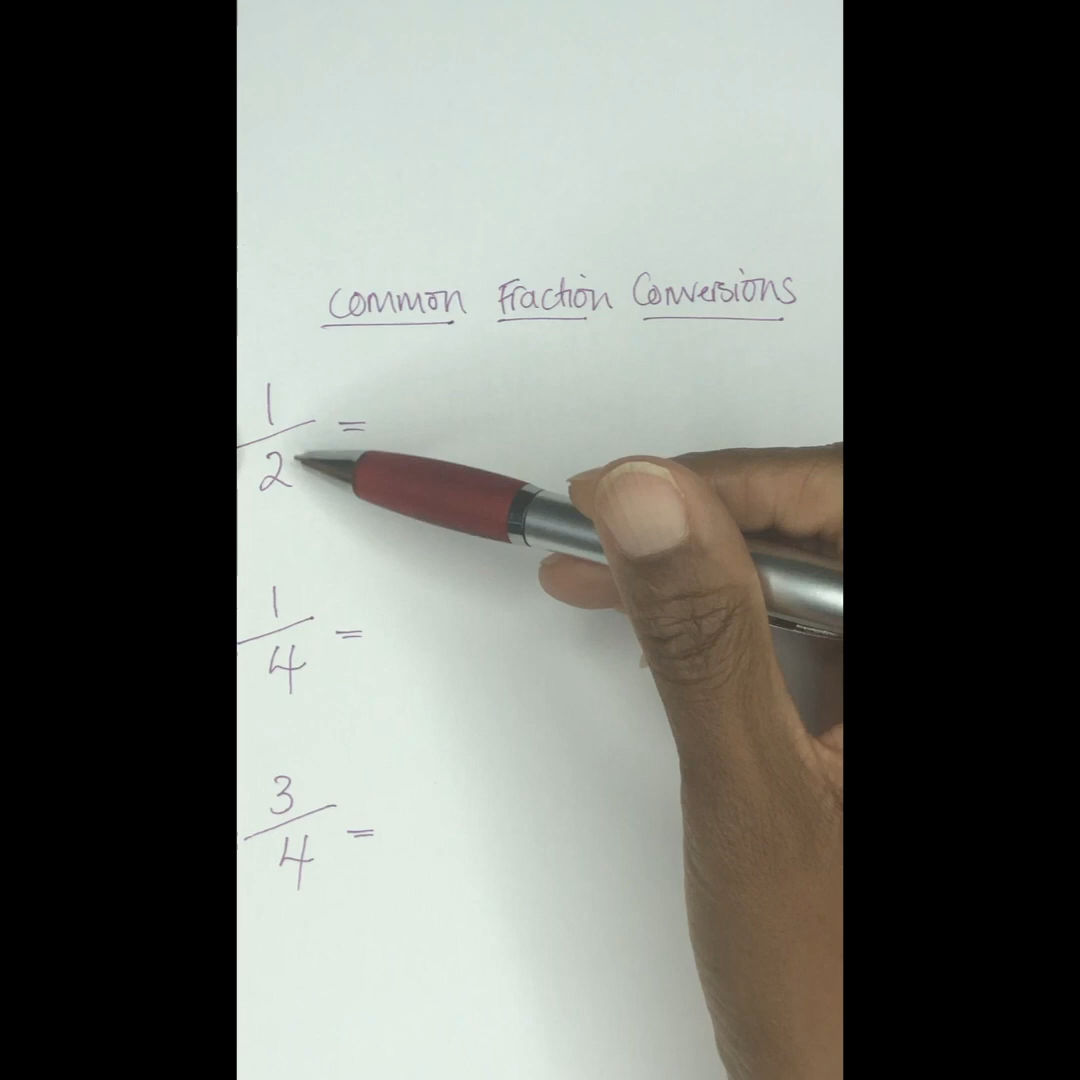 Common Fraction Conversions
1/2 =
1/4 =
3/4 =